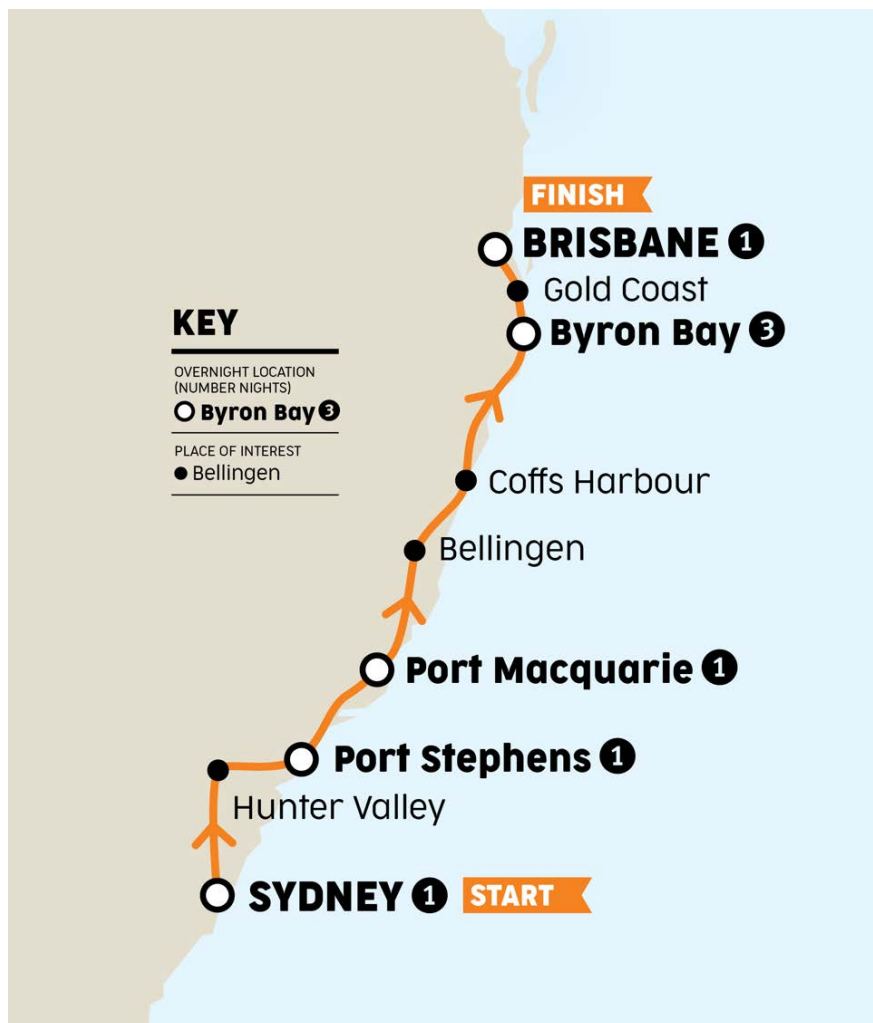 FINISH
BRISBANE 1
Gold Coast
Byron Bay 3
KEY
OVERNIGHT LOCATION
(NUMBER NIGHTS)
Byron Bay 3
PLACE OF INTEREST
Bellingen
Coffs Harbour
Bellingen
Port Macquarie 1
Port Stephens 1
Hunter Valley
SYDNEY 1 START